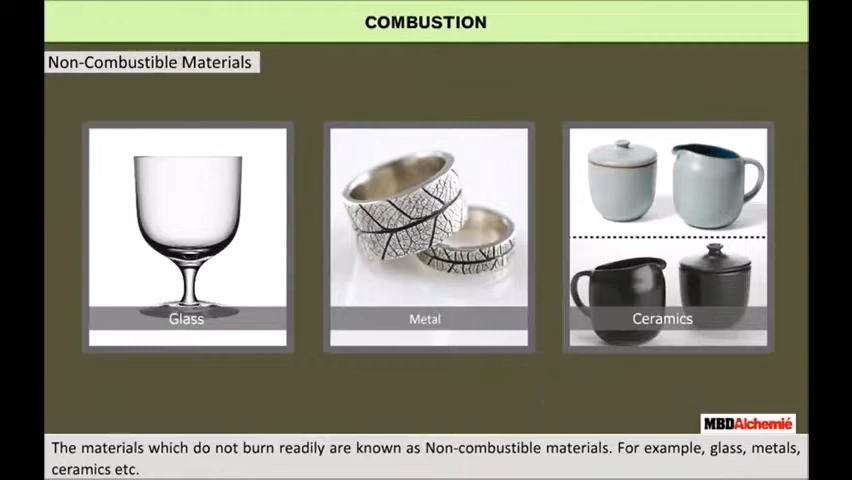 COMBUSTION
Non-Combustible Materials
Glass
Metal
Ceramics
MBDAlchemié
The materials which do not burn readily are known as Non-combustible materials. For example, glass, metals,
ceramics etc.